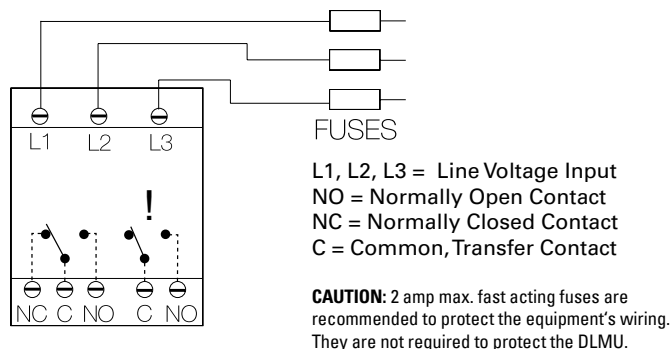 FUSES
L1 L2 L3
!
NC C NO C NO
L1, L2, L3 = Line Voltage Input
NO = Normally Open Contact
NC = Normally Closed Contact
C = Common, Transfer Contact
CAUTION: 2 amp max. fast acting fuses are
recommended to protect the equipment's wiring.
They are not required to protect the DLMU.